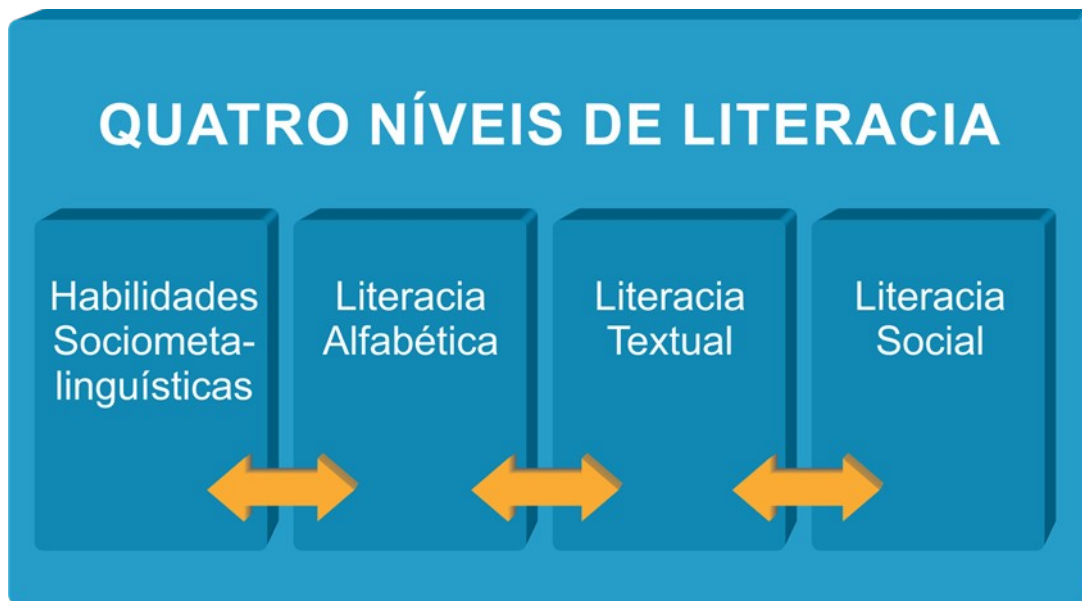 QUATRO NÍVEIS DE LITERACIA
Habilidades
Sociometa-
linguísticas
Literacia
Alfabética
Literacia
Textual
Literacia
Social